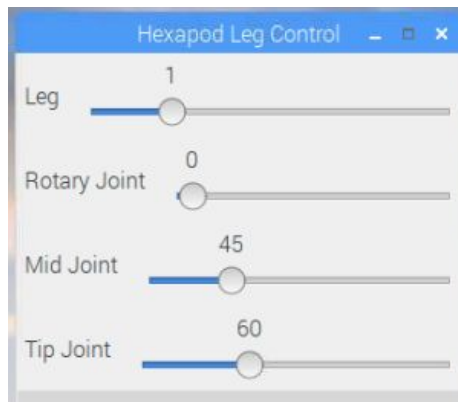 Hexapod Leg Control
1
Leg
0
Rotary Joint
45
Mid Joint
60
Tip Joint